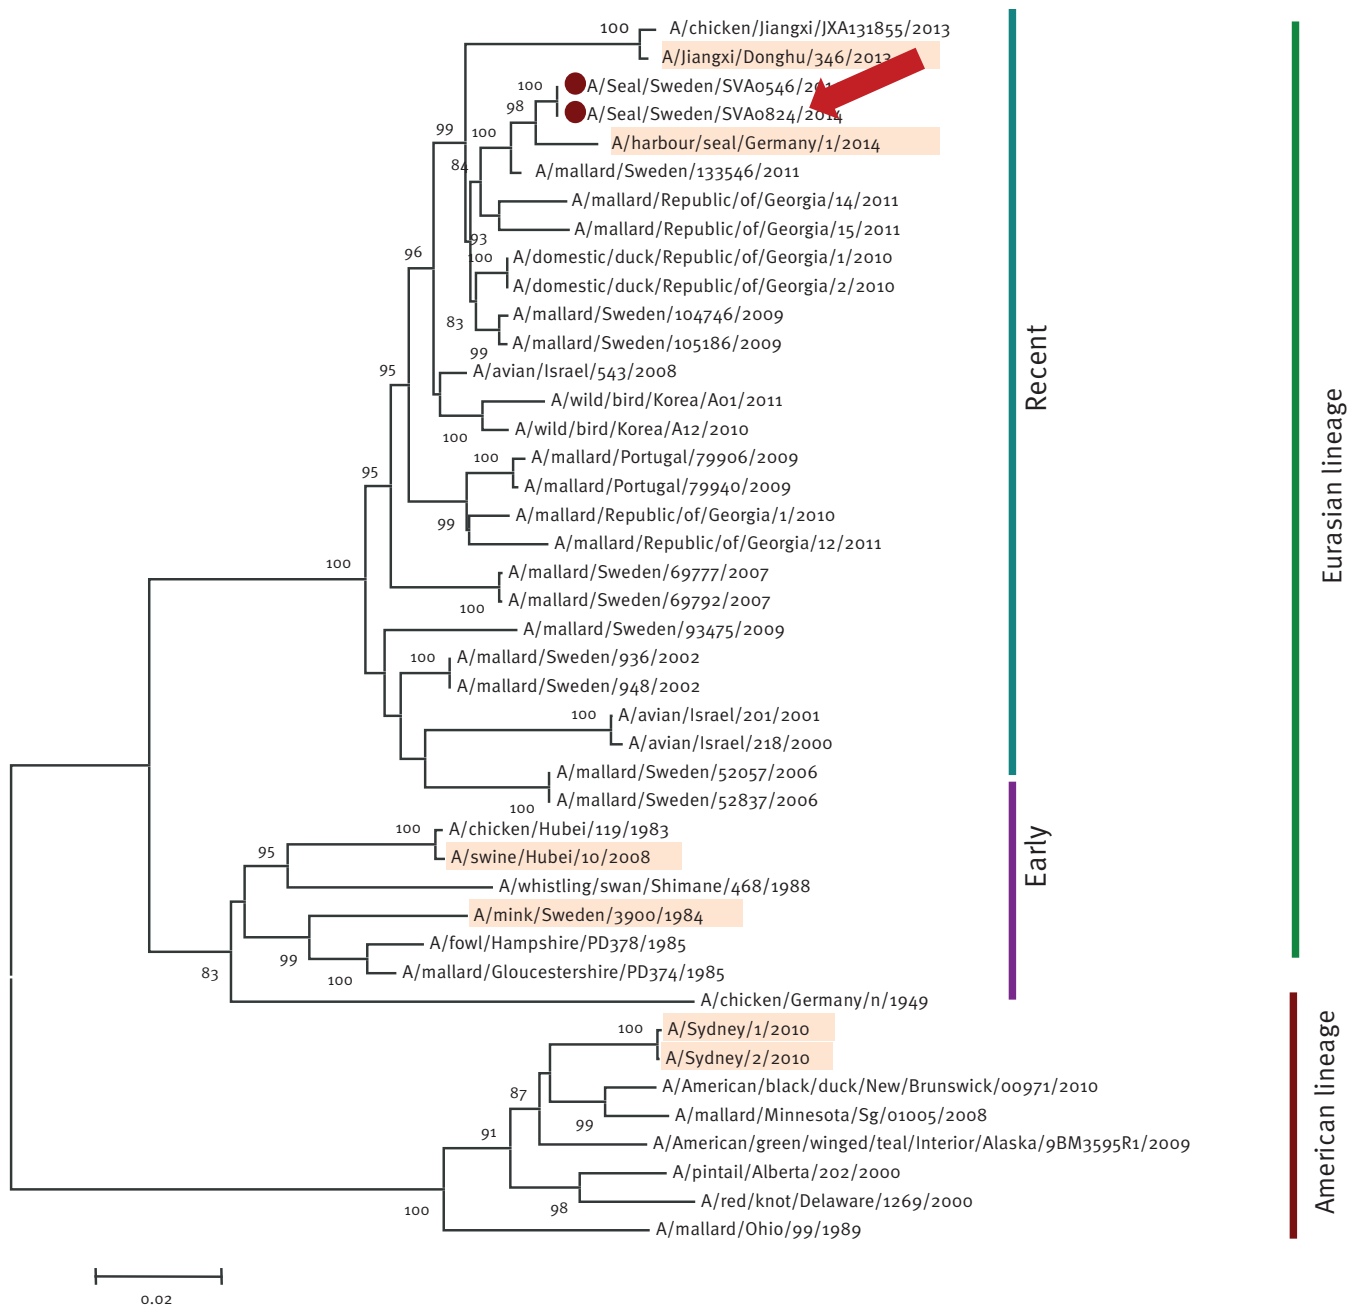 100
A/chicken/Jiangxi/JXA131855/2013
A/Jiangxi/Donghu/346/2013
100
A/Seal/Sweden/SVA0546/201
98
A/Seal/Sweden/SVA0824/2014
99
100
A/harbour/seal/Germany/1/2014
84
A/mallard/Sweden/133546/2011
A/mallard/Republic/of/Georgia/14/2011
A/mallard/Republic/of/Georgia/15/2011
93
96
100
A/domestic/duck/Republic/of/Georgia/1/2010
A/domestic/duck/Republic/of/Georgia/2/2010
A/mallard/Sweden/104746/2009
83
A/mallard/Sweden/105186/2009
99
95
A/avian/Israel/543/2008
A/wild/bird/Korea/A01/2011
A/wild/bird/Korea/A12/2010
100
100
A/mallard/Portugal/79906/2009
95
A/mallard/Portugal/79940/2009
A/mallard/Republic/of/Georgia/1/2010
99
A/mallard/Republic/of/Georgia/12/2011
100
A/mallard/Sweden/69777/2007
A/mallard/Sweden/69792/2007
100
A/mallard/Sweden/93475/2009
100
A/mallard/Sweden/936/2002
A/mallard/Sweden/948/2002
100
A/avian/Israel/201/2001
A/avian/Israel/218/2000
A/mallard/Sweden/52057/2006
A/mallard/Sweden/52837/2006
100
100
A/chicken/Hubei/119/1983
95
A/swine/Hubei/10/2008
A/whistling/swan/Shimane/468/1988
A/mink/Sweden/3900/1984
A/fowl/Hampshire/PD378/1985
99
A/mallard/Gloucestershire/PD374/1985
83
100
A/chicken/Germany/n/1949
100
A/Sydney/1/2010
A/Sydney/2/2010
A/American/black/duck/New/Brunswick/00971/2010
87
A/mallard/Minnesota/Sg/01005/2008
99
91
A/American/green/winged/teal/Interior/Alaska/9BM3595R1/2009
A/pintail/Alberta/202/2000
A/red/knot/Delaware/1269/2000
98
100
A/mallard/Ohio/99/1989
0.02
Recent
Early
Eurasian lineage
American lineage